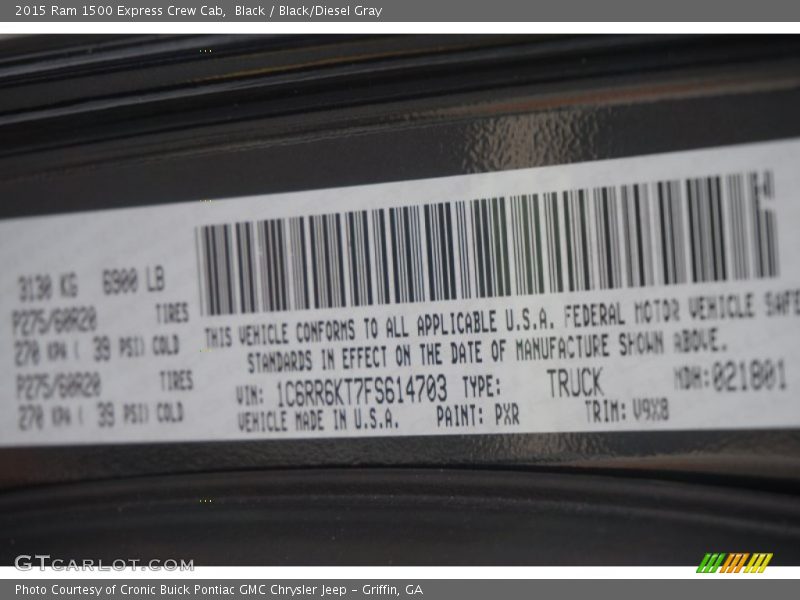 2015 Ram 1500 Express Crew Cab,  Black / Black/Diesel Gray
3130 KG 6900 LB
P275/60R20 TIRES
270 KPA ( 39 PSI) COLD
P275/60R20 TIRES
270 KPA ( 39 PSI) COLD
THIS VEHICLE CONFORMS TO ALL APPLICABLE U.S.A. FEDERAL MOTOR VEHICLE SAFE
STANDARDS IN EFFECT ON THE DATE OF MANUFACTURE SHOWN ABOVE.
VIN: 1C6RR6KT7FS614703 TYPE: TRUCK MDH:021801
VEHICLE MADE IN U.S.A. PAINT: PXR TRIM: V9X8
GTCARLOT.COM
Photo Courtesy of Cronic Buick Pontiac GMC Chrysler Jeep - Griffin, GA